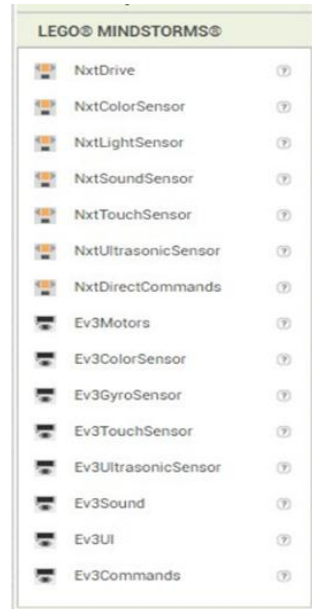 LEGO® MINDSTORMS®
NxtDrive
NxtColorSensor
NxtLightSensor
NxtSoundSensor
NxtTouchSensor
NxtUltrasonicSensor
NxtDirectCommands
Ev3Motors
Ev3ColorSensor
Ev3GyroSensor
Ev3TouchSensor
Ev3UltrasonicSensor
Ev3Sound
Ev3UI
Ev3Commands